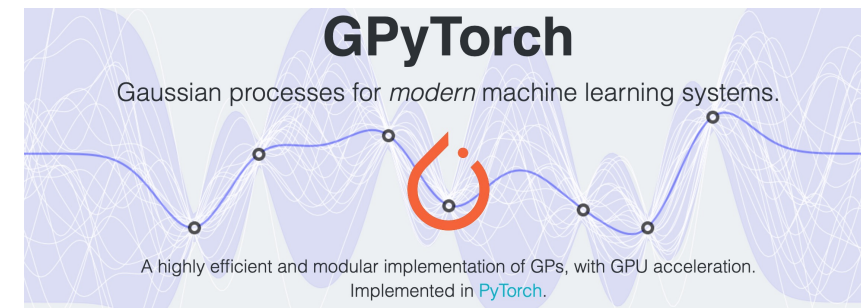 GPyTorch
Gaussian processes for modern machine learning systems.
A highly efficient and modular implementation of GPs, with GPU acceleration.
Implemented in PyTorch.